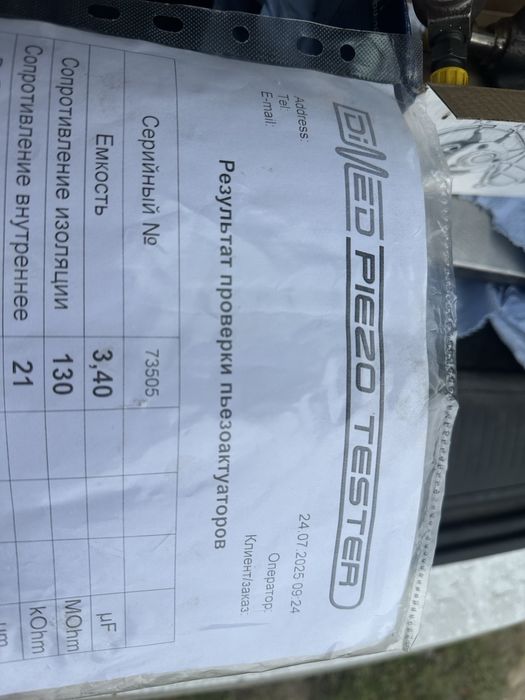 DiMED PIEZO TESTER
Address:
Tel:
E-mail:
24.07.2025 09:24
Оператор:
Клиент/заказ:
Результат проверки пьезоактуаторов
Серийный № 73505
Емкость 3,40 µF
Сопротивление изоляции 130 MOhm
Сопротивление внутреннее 21 kOhm